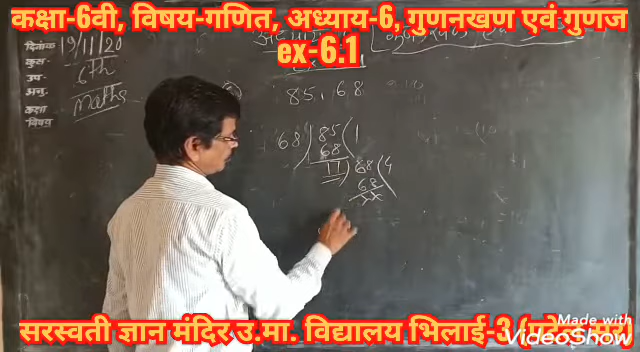 कक्षा-6वी, विषय-गणित, अध्याय-6, गुणनखण एवं गुणज
ex-6.1
दिनांक 19/11/20
कुल-
उप- 6th
अनु.
कक्षा Maths
विषय
85, 68
68) 85 (1
68
17) 68 (4
68
××
सरस्वती ज्ञान मंदिर उ.मा. विद्यालय भिलाई-3
Made with
VideoShow